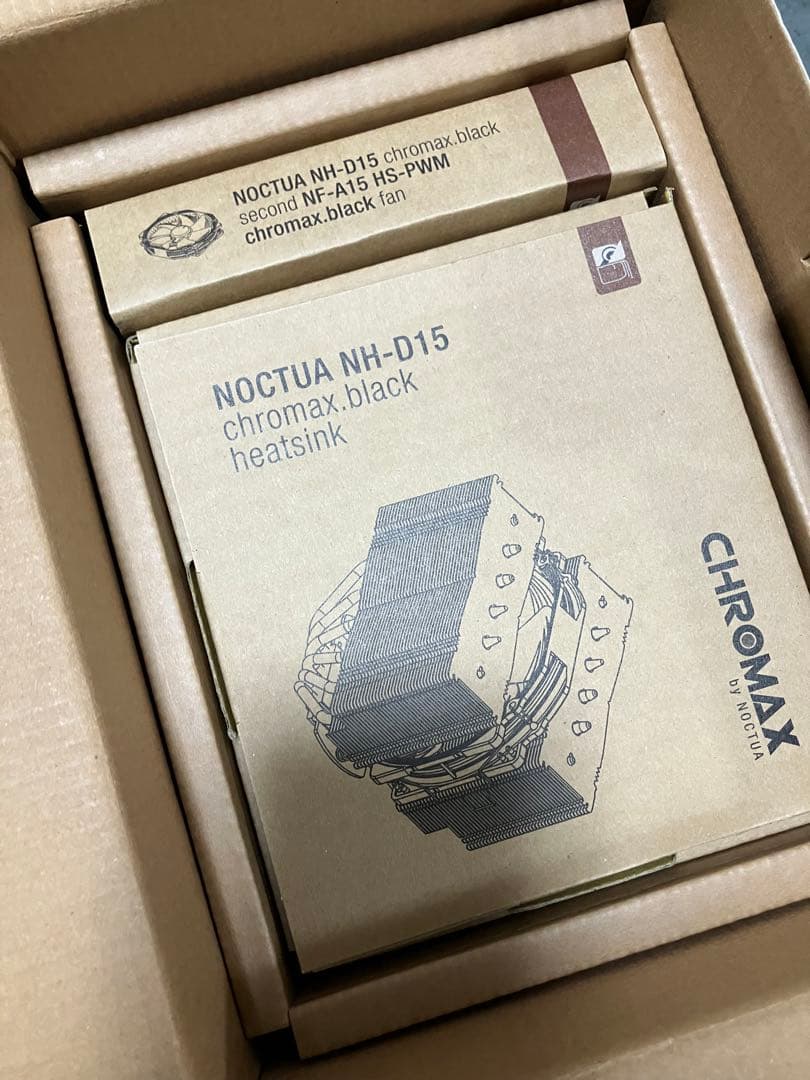 NOCTUA NH-D15 chromax.black
second NF-A15 HS-PWM
chromax.black fan
NOCTUA NH-D15
chromax.black
heatsink
CHROMAX
by NOCTUA